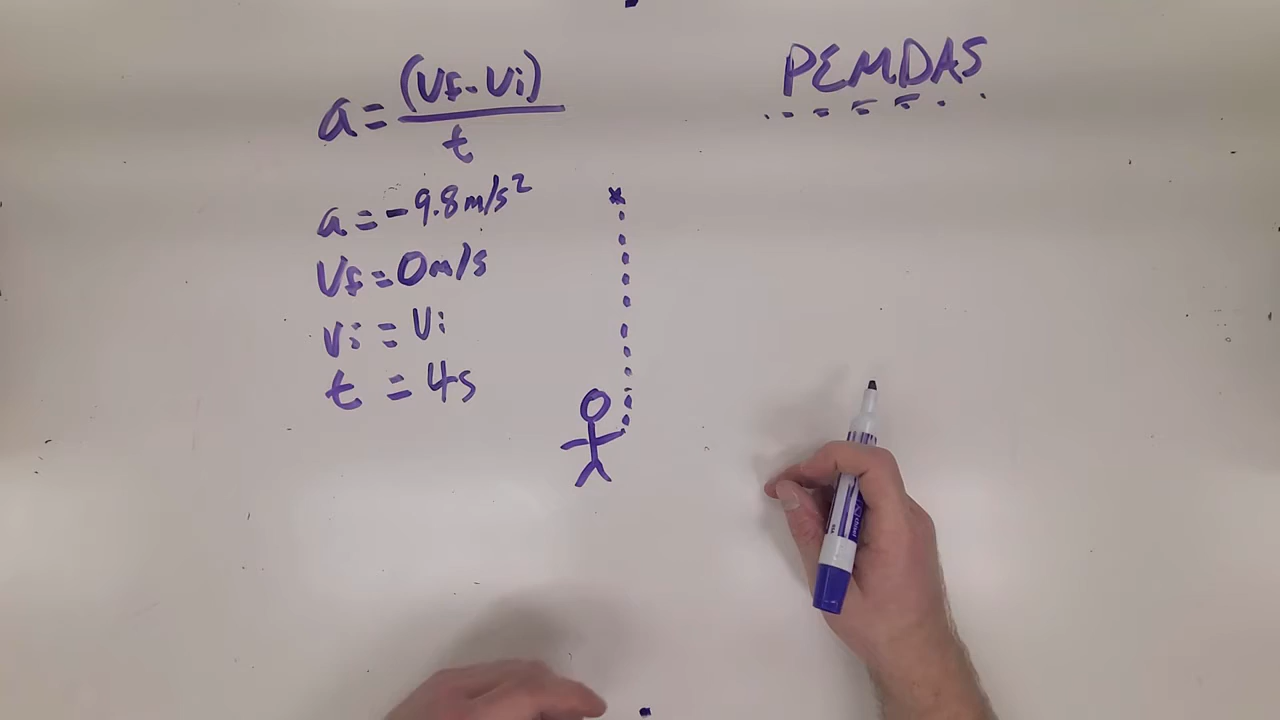 a = (Vf - Vi) / t
a = -9.8 m/s²
Vf = 0 m/s
Vi = Vi
t = 4s
PEMDAS